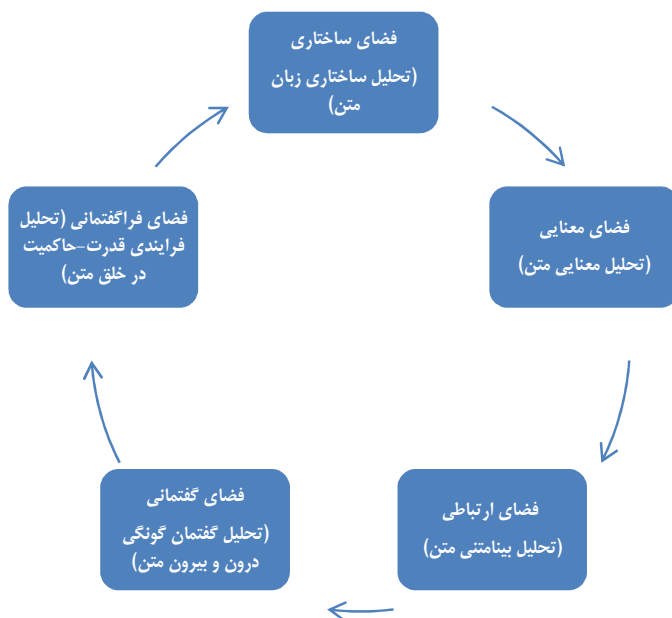 فضای ساختاری
(تحلیل ساختاری زبان
متن)
فضای معنایی
(تحلیل معنایی متن)
فضای ارتباطی
(تحلیل بینامتنی متن)
فضای گفتمانی
(تحلیل گفتمان گونگی
درون و بیرون متن)
فضای فراگفتمانی (تحلیل
فرایندی قدرت-حاکمیت
در خلق متن)